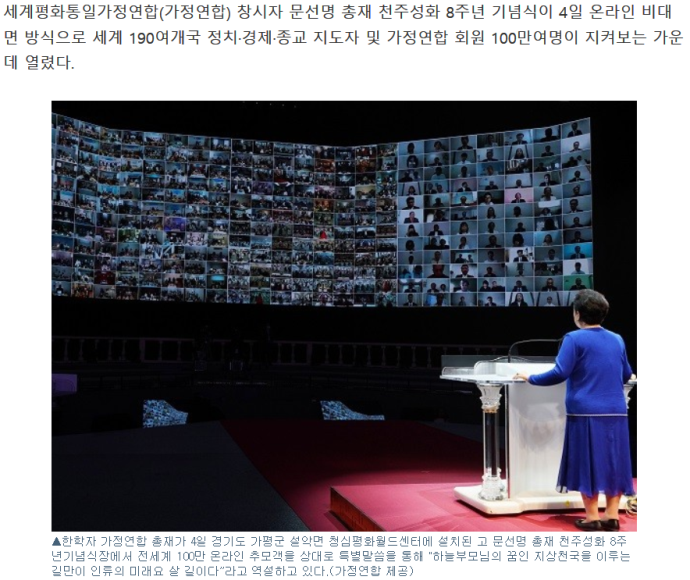 세계평화통일가정연합(가정연합) 창시자 문선명 총재 천주성화 8주년 기념식이 4일 온라인 비대
면 방식으로 세계 190여개국 정치·경제·종교 지도자 및 가정연합 회원 100만여명이 지켜보는 가운
데 열렸다.
▲한학자 가정연합 총재가 4일 경기도 가평군 설악면 청심평화월드센터에 설치된 고 문선명 총재 천주성화 8주
년기념식장에서 전세계 100만 온라인 추모객을 상대로 특별말씀을 통해 "하늘부모님의 꿈인 지상천국을 이루는
길만이 인류의 미래요 살 길이다"라고 역설하고 있다.(가정연합 제공)